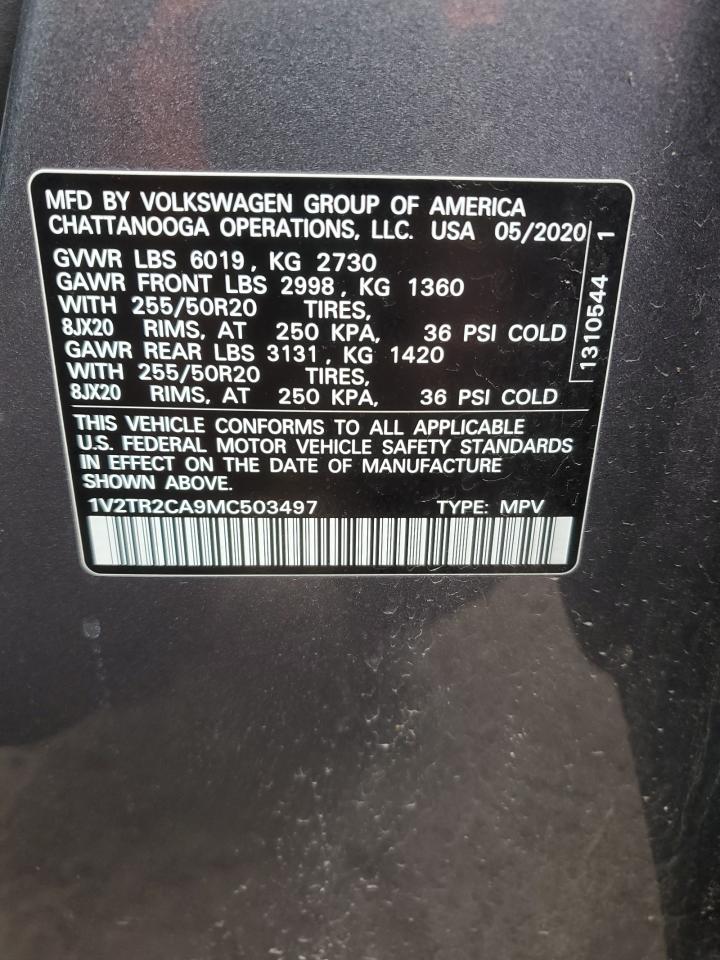 MFD BY VOLKSWAGEN GROUP OF AMERICA
CHATTANOOGA OPERATIONS, LLC. USA 05/2020
GVWR LBS 6019, KG 2730
GAWR FRONT LBS 2998, KG 1360
WITH 255/50R20 TIRES,
8JX20 RIMS, AT 250 KPA, 36 PSI COLD
GAWR REAR LBS 3131, KG 1420
WITH 255/50R20 TIRES,
8JX20 RIMS, AT 250 KPA, 36 PSI COLD
1310544 1
THIS VEHICLE CONFORMS TO ALL APPLICABLE
U.S. FEDERAL MOTOR VEHICLE SAFETY STANDARDS
IN EFFECT ON THE DATE OF MANUFACTURE
SHOWN ABOVE.
1V2TR2CA9MC503497 TYPE: MPV